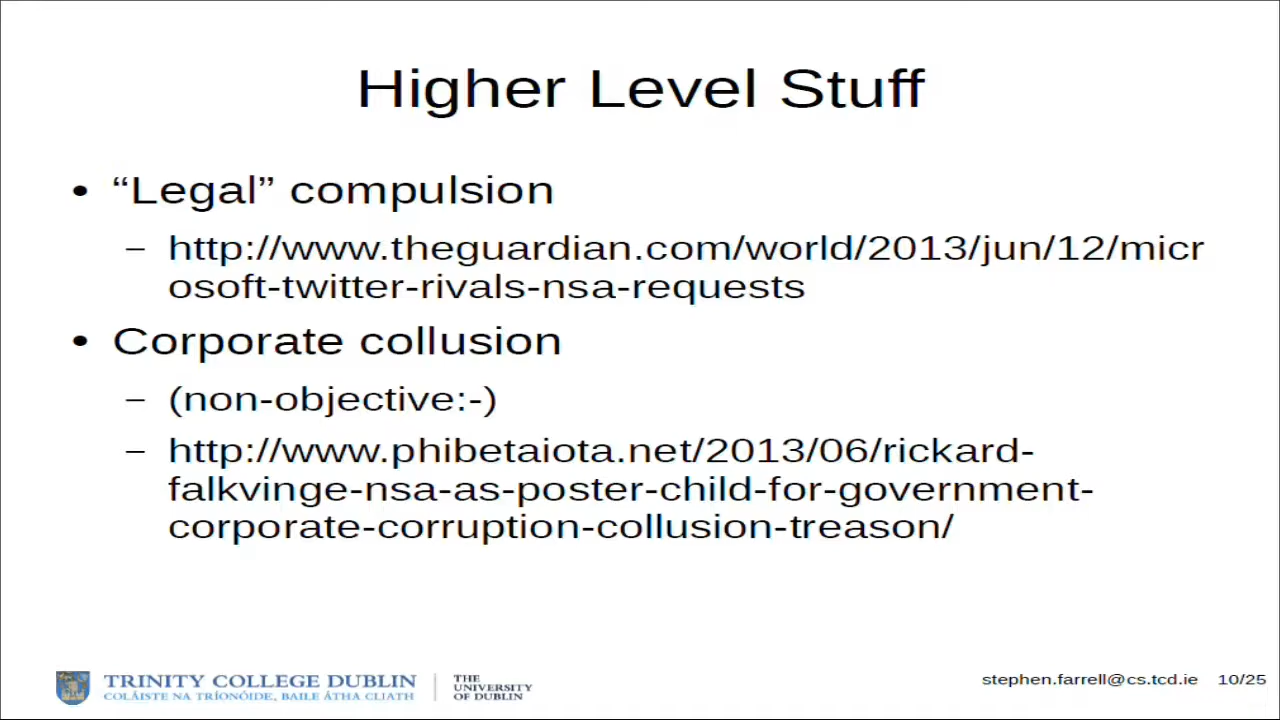 Higher Level Stuff
• “Legal” compulsion
– http://www.theguardian.com/world/2013/jun/12/micr
osoft-twitter-rivals-nsa-requests
• Corporate collusion
– (non-objective:-)
– http://www.phibetaiota.net/2013/06/rickard-
falkvinge-nsa-as-poster-child-for-government-
corporate-corruption-collusion-treason/
TRINITY COLLEGE DUBLIN
COLÁISTE NA TRÍONÓIDE, BAILE ÁTHA CLIATH
THE
UNIVERSITY
OF DUBLIN
stephen.farrell@cs.tcd.ie 10/25